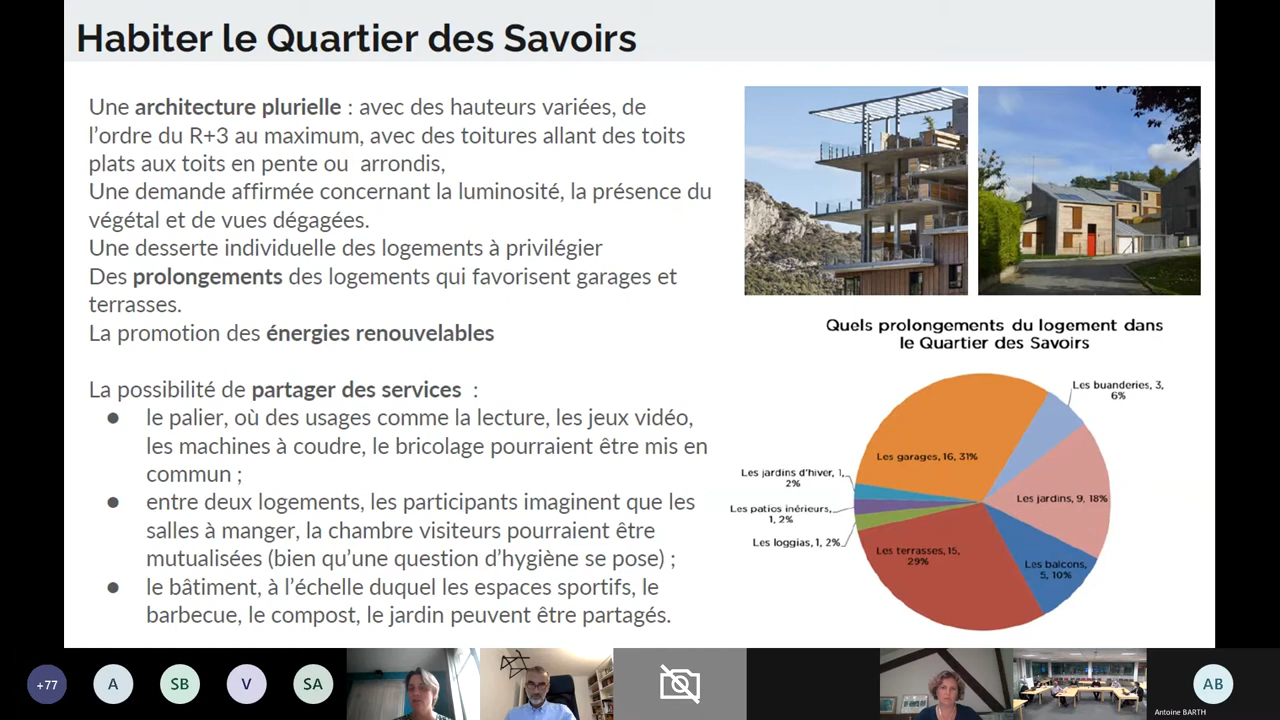 Habiter le Quartier des Savoirs
Une architecture plurielle : avec des hauteurs variées, de
l’ordre du R+3 au maximum, avec des toitures allant des toits
plats aux toits en pente ou arrondis,
Une demande affirmée concernant la luminosité, la présence du
végétal et de vues dégagées.
Une desserte individuelle des logements à privilégier
Des prolongements des logements qui favorisent garages et
terrasses.
La promotion des énergies renouvelables
La possibilité de partager des services :
● le palier, où des usages comme la lecture, les jeux vidéo,
les machines à coudre, le bricolage pourraient être mis en
commun ;
● entre deux logements, les participants imaginent que les
salles à manger, la chambre visiteurs pourraient être
mutualisées (bien qu’une question d’hygiène se pose) ;
● le bâtiment, à l’échelle duquel les espaces sportifs, le
barbecue, le compost, le jardin peuvent être partagés.
Quels prolongements du logement dans
le Quartier des Savoirs
Les buanderies, 3,
6%
Les garages, 16, 31%
Les jardins d’hiver, 1,
2%
Les jardins, 9, 18%
Les patios inérieurs,
1, 2%
Les loggias, 1, 2%
Les terrasses, 15,
29%
Les balcons,
5, 10%
+77
A
SB
V
SA
AB
Antoine BARTH